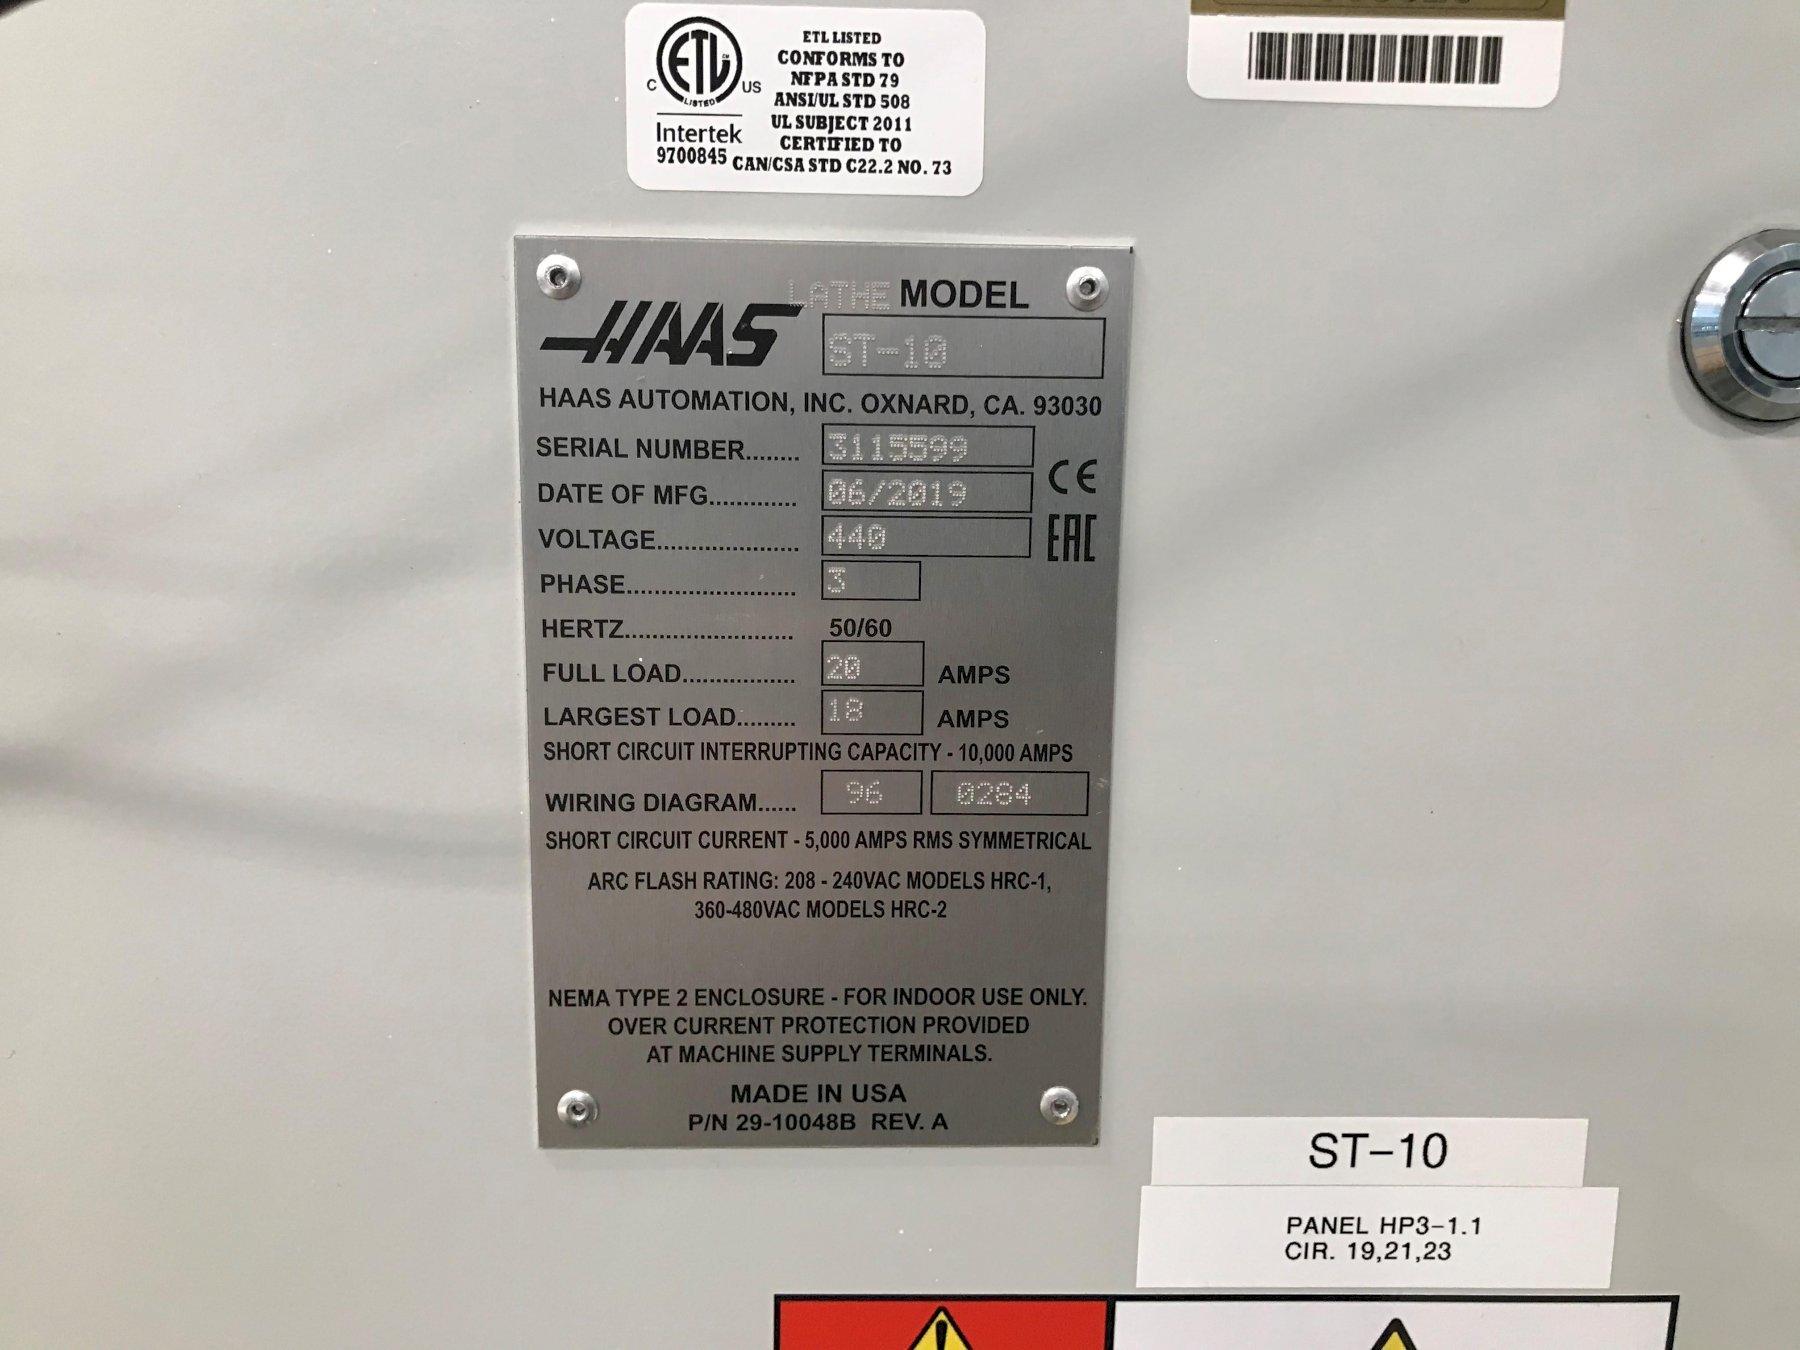 ETL LISTED
CONFORMS TO
NFPA STD 79
ANSI/UL STD 508
UL SUBJECT 2011
CERTIFIED TO
CAN/CSA STD C22.2 NO. 73
ETL CM
LISTED
C US
Intertek
9700845
LATHE MODEL
HAAS ST-10
HAAS AUTOMATION, INC. OXNARD, CA. 93030
SERIAL NUMBER........ 3115599
DATE OF MFG............. 06/2019 CE
VOLTAGE..................... 440 EAC
PHASE......................... 3
HERTZ......................... 50/60
FULL LOAD................. 20 AMPS
LARGEST LOAD......... 18 AMPS
SHORT CIRCUIT INTERRUPTING CAPACITY - 10,000 AMPS
WIRING DIAGRAM...... 96 0284
SHORT CIRCUIT CURRENT - 5,000 AMPS RMS SYMMETRICAL
ARC FLASH RATING: 208 - 240VAC MODELS HRC-1,
360-480VAC MODELS HRC-2
NEMA TYPE 2 ENCLOSURE - FOR INDOOR USE ONLY.
OVER CURRENT PROTECTION PROVIDED
AT MACHINE SUPPLY TERMINALS.
MADE IN USA
P/N 29-10048B REV. A
ST-10
PANEL HP3-1.1
CIR. 19,21,23